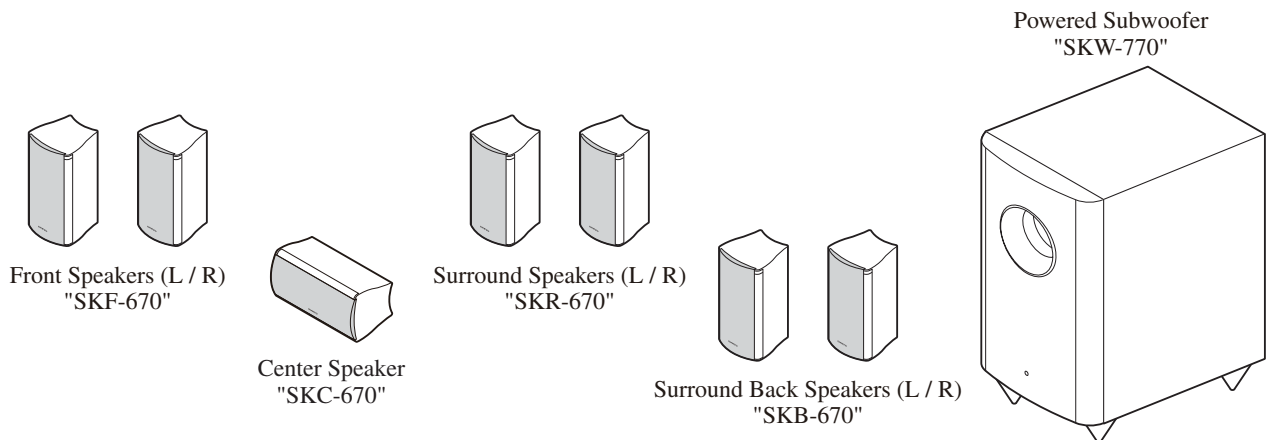 Powered Subwoofer
"SKW-770"
Front Speakers (L / R)
"SKF-670"
Center Speaker
"SKC-670"
Surround Speakers (L / R)
"SKR-670"
Surround Back Speakers (L / R)
"SKB-670"